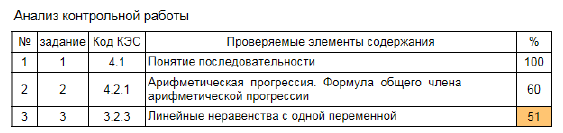 Анализ контрольной работы
№ задание Код КЭС Проверяемые элементы содержания %
1 1 4.1 Понятие последовательности 100
2 2 4.2.1 Арифметическая прогрессия. Формула общего члена арифметической прогрессии 60
3 3 3.2.3 Линейные неравенства с одной переменной 51